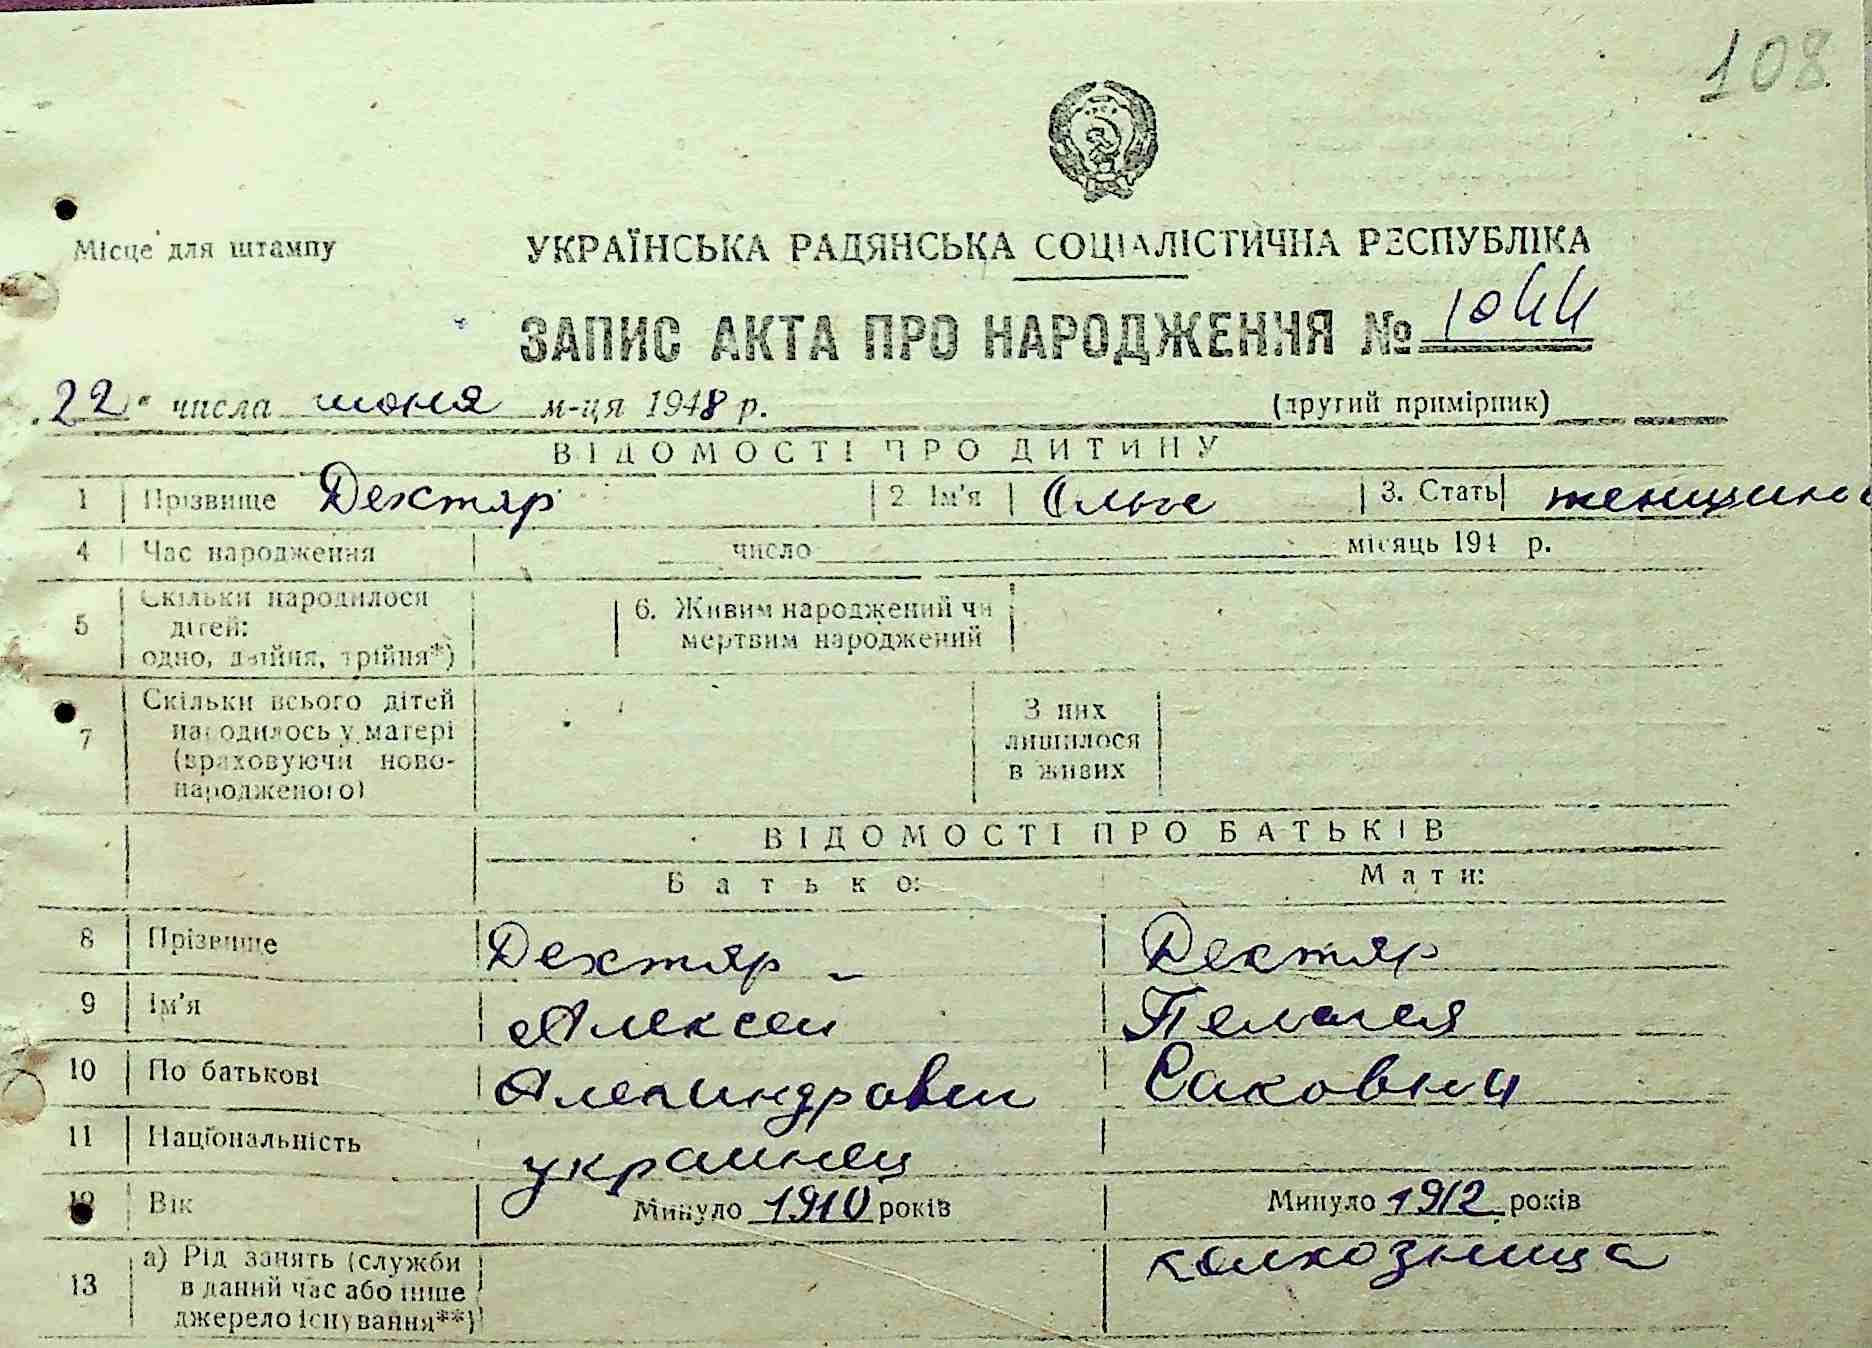 108
Місце для штампу
УКРАЇНСЬКА РАДЯНСЬКА СОЦІАЛІСТИЧНА РЕСПУБЛІКА
ЗАПИС АКТА ПРО НАРОДЖЕННЯ № 1044
22 числа июня м-ця 1948 р. (другий примірник)
ВІДОМОСТІ ПРО ДИТИНУ
1 Прізвище Дехтяр 2. Ім'я Ольга 3. Стать женщина
4 Час народження число місяць 194 р.
5 Скільки народилося
дітей:
одно, двійня, трійня*)
6. Живим народжений чи
мертвим народжений
7 Скільки всього дітей
народилось у матері
(враховуючи ново-
народженого)
З них
лишилося
в живих
ВІДОМОСТІ ПРО БАТЬКІВ
Батько: Мати:
8 Прізвище Дехтяр - Дехтяр
9 Ім'я Алексеи Пелагея
10 По батькові Саковни
11 Національність украинец
12 Вік Минуло 1910 років Минуло 1912 років
13 а) Рід занять (служби
в даний час або інше
джерело існування**)
колхозница